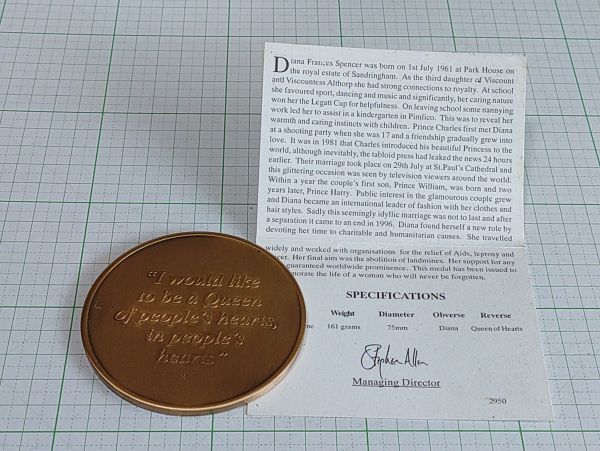 "I would like
to be a Queen
of people's hearts,
in people's
hearts"
Diana Frances Spencer was born on 1st July 1961 at Park House on
the royal estate of Sandringham. As the third daughter of Viscount
and Viscountess Althorp she had strong connections to royalty. At school
she favoured sport, dancing and music and significantly, her caring nature
won her the Legatt Cup for helpfulness. On leaving school some nannying
work led her to assist in a kindergarten in Pimlico. This was to reveal her
warmth and caring instincts with children. Prince Charles first met Diana
at a shooting party when she was 17 and a friendship gradually grew into
love. It was in 1981 that Charles introduced his beautiful Princess to the
world, although inevitably, the tabloid press had leaked the news 24 hours
earlier. Their marriage took place on 29th July at St.Paul's Cathedral and
this glittering occasion was seen by television viewers around the world.
Within a year the couple's first son, Prince William, was born and two
years later, Prince Harry. Public interest in the glamourous couple grew
and Diana became an international leader of fashion with her clothes and
hair styles. Sadly this seemingly idyllic marriage was not to last and after
a separation it came to an end in 1996. Diana found herself a new role by
devoting her time to charitable and humanitarian causes. She travelled
widely and worked with organisations for the relief of Aids, leprosy and
cer. Her final aim was the abolition of landmines. Her support for any
guaranteed worldwide prominence. This medal has been issued to
morate the life of a woman who will never be forgotten.
SPECIFICATIONS
Weight Diameter Obverse Reverse
nc 161 grams 75mm Diana Queen of Hearts
Stephen Allen
Managing Director
2950